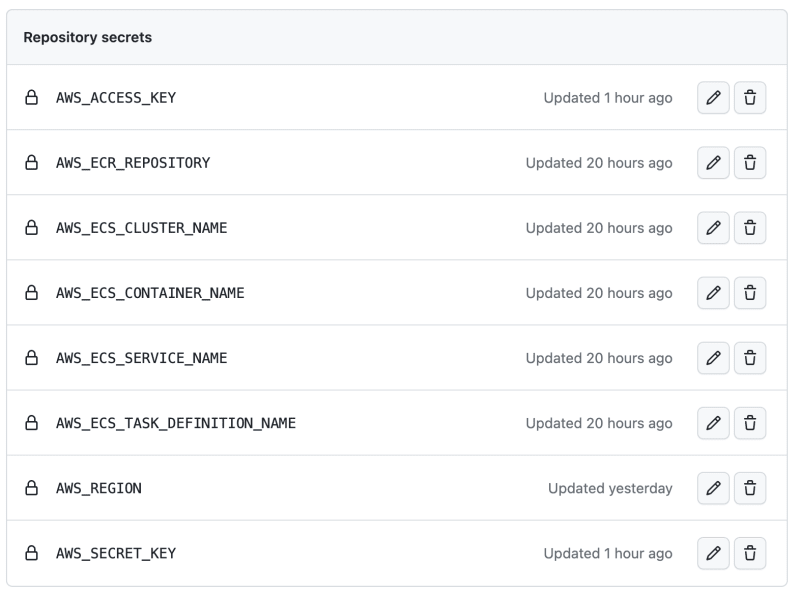 Repository secrets
AWS_ACCESS_KEY Updated 1 hour ago
AWS_ECR_REPOSITORY Updated 20 hours ago
AWS_ECS_CLUSTER_NAME Updated 20 hours ago
AWS_ECS_CONTAINER_NAME Updated 20 hours ago
AWS_ECS_SERVICE_NAME Updated 20 hours ago
AWS_ECS_TASK_DEFINITION_NAME Updated 20 hours ago
AWS_REGION Updated yesterday
AWS_SECRET_KEY Updated 1 hour ago